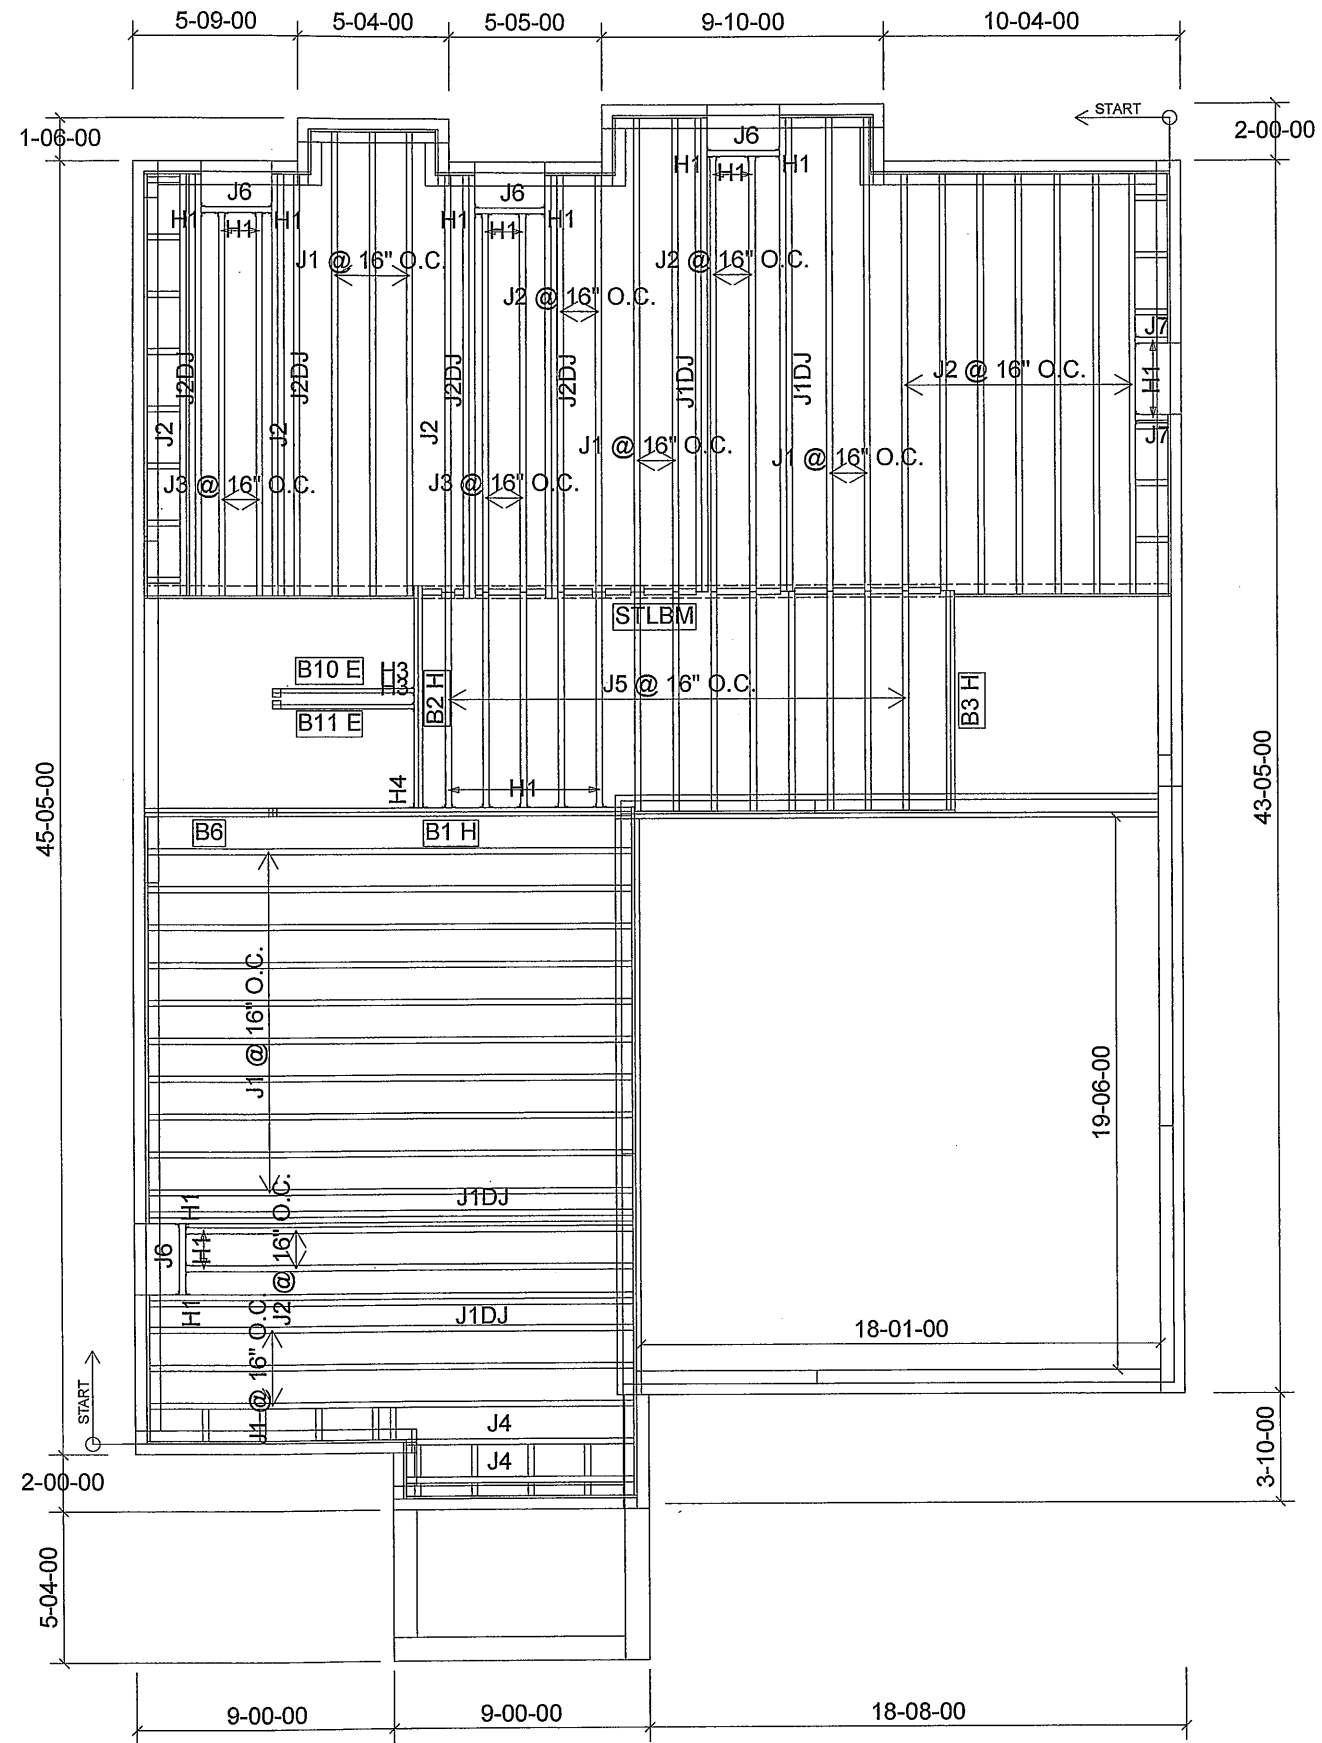 5-09-00 5-04-00 5-05-00 9-10-00 10-04-00
START
1-06-00
2-00-00
J6
H1 H1 H1
J6
H1 H1 H1
J6
H1 H1 H1
J1 @ 16" O.C.
J2 @ 16" O.C.
J2 @ 16" O.C.
J7
H1
J7
J2DJ
J2DJ
J2DJ
J2DJ
J1DJ
J1DJ
J2 @ 16" O.C.
J2
J2
J2
J1 @ 16" O.C.
J1 @ 16" O.C.
J3 @ 16" O.C.
J3 @ 16" O.C.
STLBM
B10 E
H3
H3
B11 E
B2 H
J5 @ 16" O.C.
B3 H
H4
H1
45-05-00
43-05-00
B6
B1 H
J1 @ 16" O.C.
19-06-00
J1DJ
H1
J6
H1
H1
J2 @ 16" O.C.
J1DJ
18-01-00
J1 @ 16" O.C.
START
J4
J4
2-00-00
3-10-00
5-04-00
9-00-00 9-00-00 18-08-00